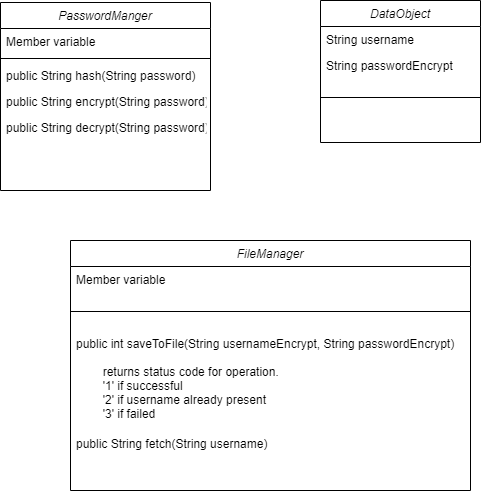 PasswordManger
Member variable
public String hash(String password)
public String encrypt(String password)
public String decrypt(String password)
DataObject
String username
String passwordEncrypt
FileManager
Member variable
public int saveToFile(String usernameEncrypt, String passwordEncrypt)
returns status code for operation.
'1' if successful
'2' if username already present
'3' if failed
public String fetch(String username)